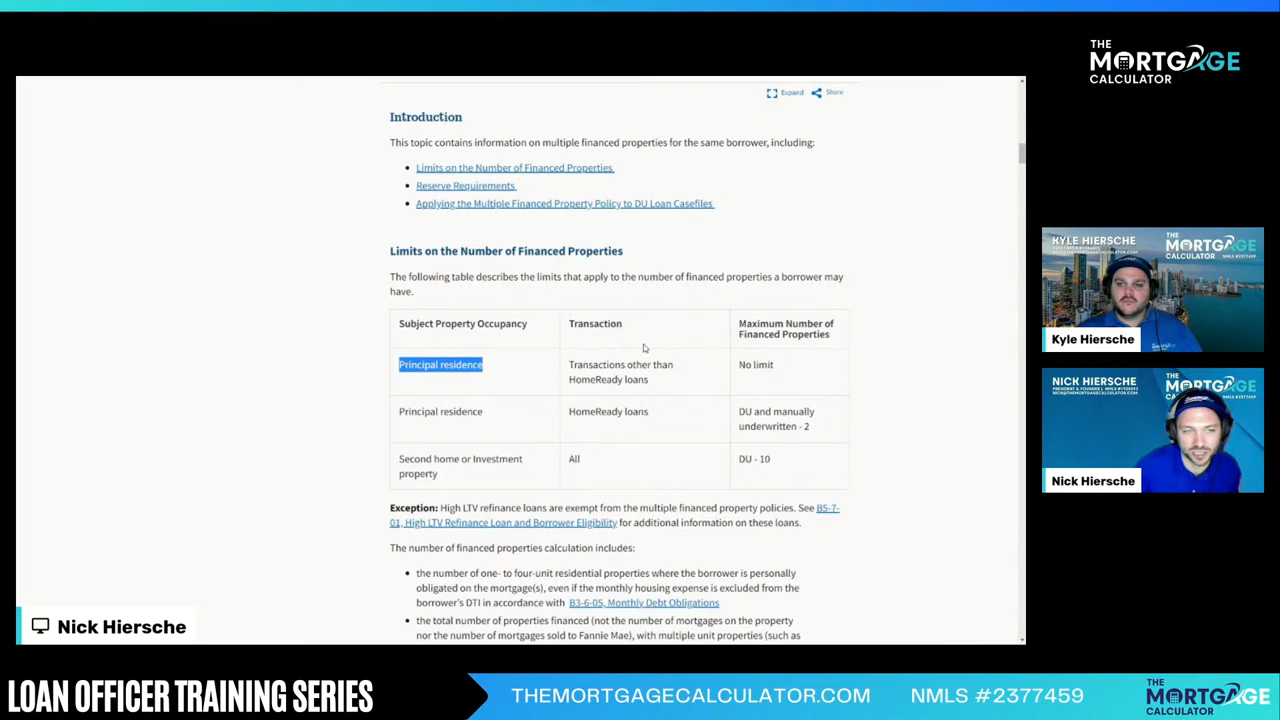 THE
MORTGAGE
CALCULATOR
Expand
Share
Introduction
This topic contains information on multiple financed properties for the same borrower, including:
• Limits on the Number of Financed Properties
• Reserve Requirements
• Applying the Multiple Financed Property Policy to DU Loan Casefiles
Limits on the Number of Financed Properties
The following table describes the limits that apply to the number of financed properties a borrower may
have.
Subject Property Occupancy
Transaction
Maximum Number of
Financed Properties
Principal residence
Transactions other than
HomeReady loans
No limit
Principal residence
HomeReady loans
DU and manually
underwritten - 2
Second home or Investment
property
All
DU - 10
Exception: High LTV refinance loans are exempt from the multiple financed property policies. See B5-7-
01, High LTV Refinance Loan and Borrower Eligibility for additional information on these loans.
The number of financed properties calculation includes:
• the number of one- to four-unit residential properties where the borrower is personally
obligated on the mortgage(s), even if the monthly housing expense is excluded from the
borrower's DTI in accordance with B3-6-05, Monthly Debt Obligations
• the total number of properties financed (not the number of mortgages on the property
nor the number of mortgages sold to Fannie Mae), with multiple unit properties (such as
Nick Hiersche
KYLE HIERSCHE
THE
MORTGAGE
CALCULATOR
NMLS #2377459
Kyle Hiersche
NICK HIERSCHE
PRESIDENT & FOUNDER
THE
MORTGAGE
CALCULATOR
NMLS #2377459
Nick Hiersche
LOAN OFFICER TRAINING SERIES
THEMORTGAGECALCULATOR.COM
NMLS #2377459
THE
MORTGAGE
CALCULATOR